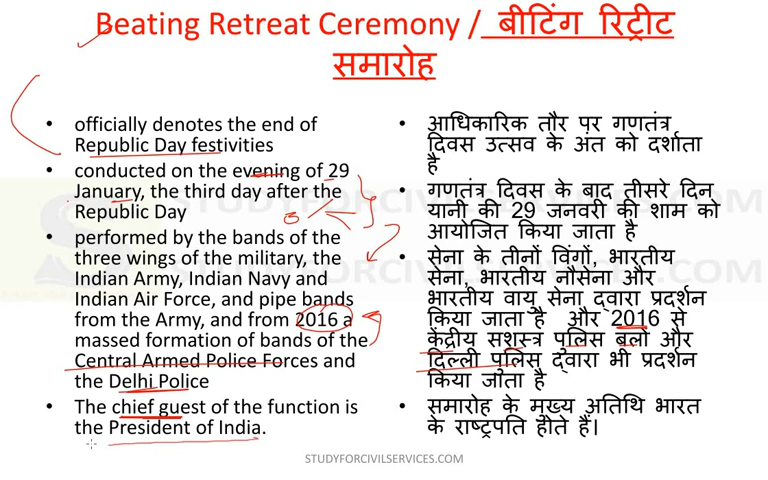 Beating Retreat Ceremony / बीटिंग रिट्रीट
समारोह
• officially denotes the end of
Republic Day festivities
• conducted on the evening of 29
January, the third day after the
Republic Day
• performed by the bands of the
three wings of the military, the
Indian Army, Indian Navy and
Indian Air Force, and pipe bands
from the Army, and from 2016 a
massed formation of bands of the
Central Armed Police Forces and
the Delhi Police
• The chief guest of the function is
the President of India.
• आधिकारिक तौर पर गणतंत्र
दिवस उत्सव के अंत को दर्शाता
है
• गणतंत्र दिवस के बाद तीसरे दिन
यानी की 29 जनवरी की शाम को
आयोजित किया जाता है
• सेना के तीनों विंगों, भारतीय
सेना, भारतीय नौसेना और
भारतीय वायु सेना द्वारा प्रदर्शन
किया जाता है और 2016 से
केंद्रीय सशस्त्र पुलिस बलों और
दिल्ली पुलिस द्वारा भी प्रदर्शन
किया जाता है
• समारोह के मुख्य अतिथि भारत
के राष्ट्रपति होते हैं।
STUDYFORCIVILSERVICES.COM